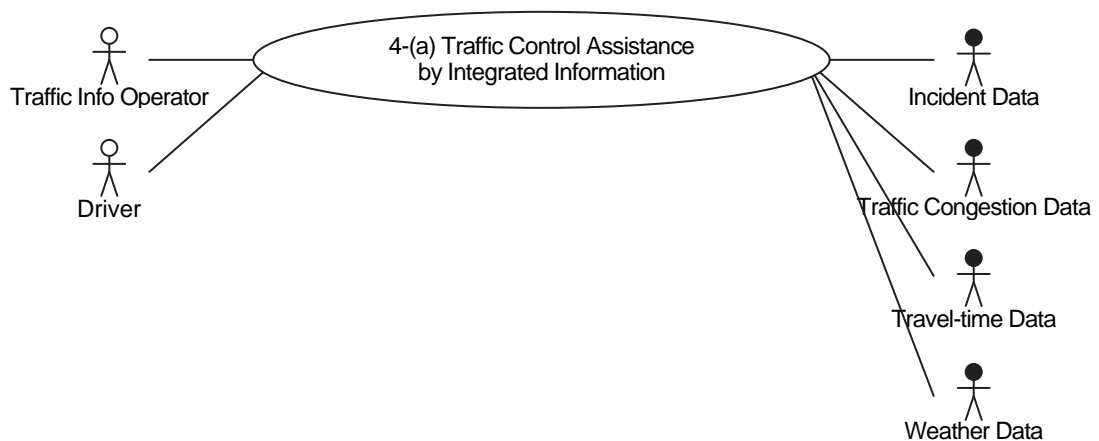 4-(a) Traffic Control Assistance
by Integrated Information
Traffic Info Operator
Incident Data
Driver
Traffic Congestion Data
Travel-time Data
Weather Data